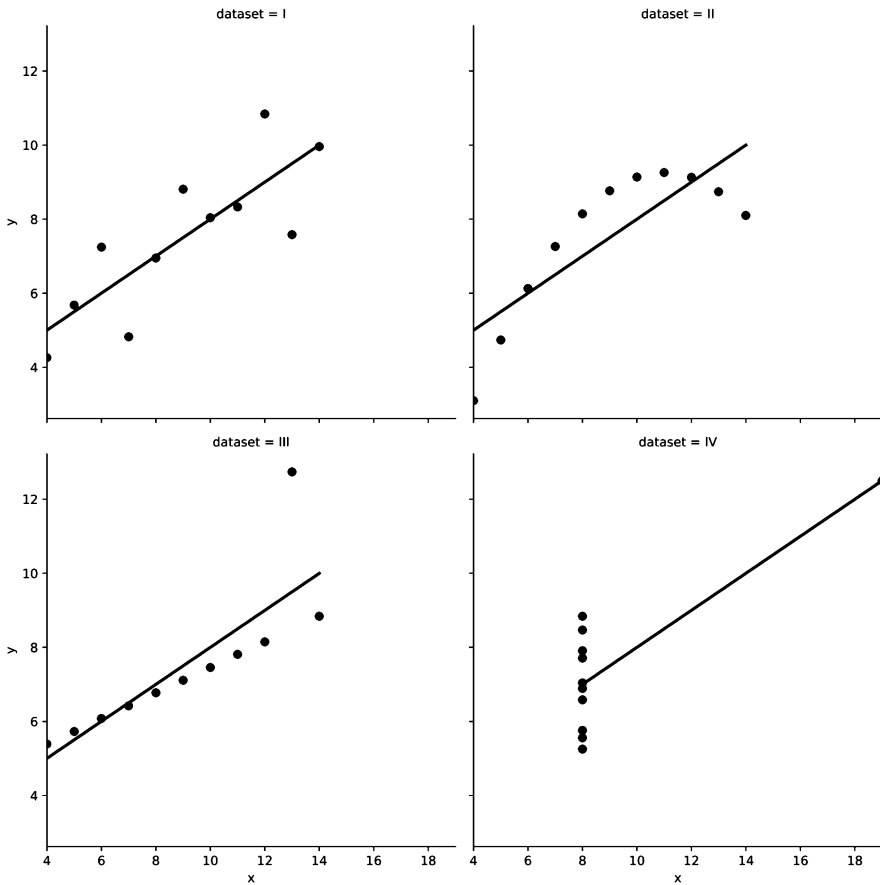 dataset = I
dataset = II
12
10
8
6
4
y
dataset = III
dataset = IV
12
10
8
6
4
y
4 6 8 10 12 14 16 18
4 6 8 10 12 14 16 18
x
x